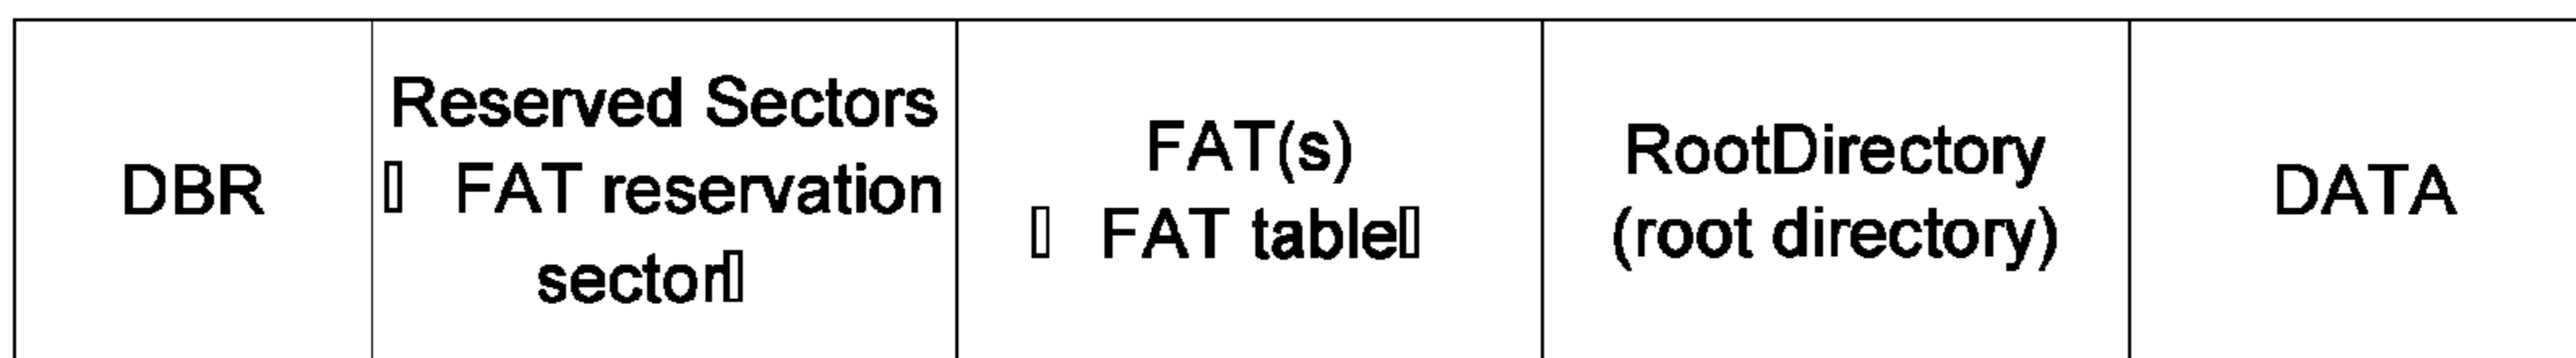 DBR
Reserved Sectors
▯ FAT reservation
sector▯
FAT(s)
▯ FAT table▯
RootDirectory
(root directory)
DATA